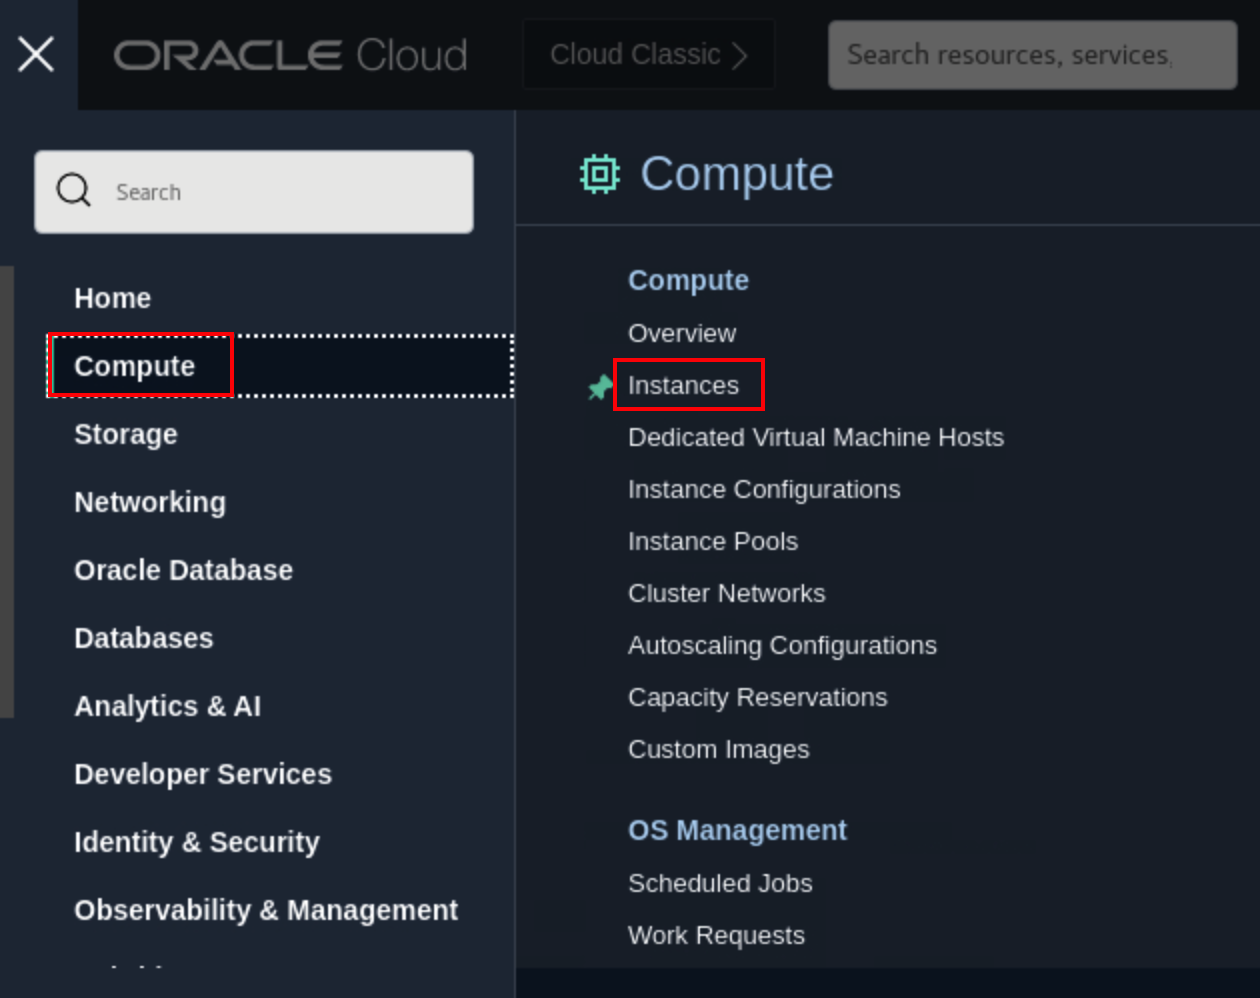 ORACLE Cloud
Cloud Classic
Search resources, services,
Search
Home
Compute
Storage
Networking
Oracle Database
Databases
Analytics & AI
Developer Services
Identity & Security
Observability & Management
Compute
Compute
Overview
Instances
Dedicated Virtual Machine Hosts
Instance Configurations
Instance Pools
Cluster Networks
Autoscaling Configurations
Capacity Reservations
Custom Images
OS Management
Scheduled Jobs
Work Requests